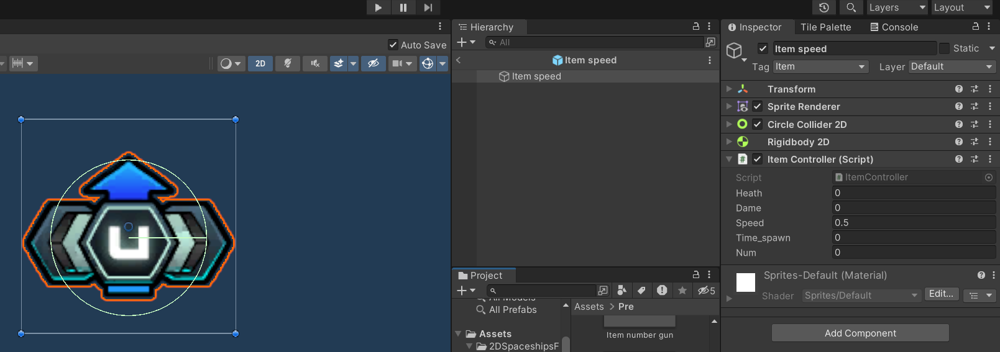 Layers
Layout
Hierarchy
Inspector
Tile Palette
Console
Auto Save
All
Item speed
Static
2D
Item speed
Tag
Item
Layer
Default
Item speed
Transform
Sprite Renderer
Circle Collider 2D
Rigidbody 2D
Item Controller (Script)
Script
ItemController
Heath
0
Dame
0
Speed
0.5
Time_spawn
0
Num
0
Project
Sprites-Default (Material)
Shader
Sprites/Default
Edit...
5
All Models
All Prefabs
Assets > Pre
Item number gun
Assets
2DSpaceshipsF
Add Component